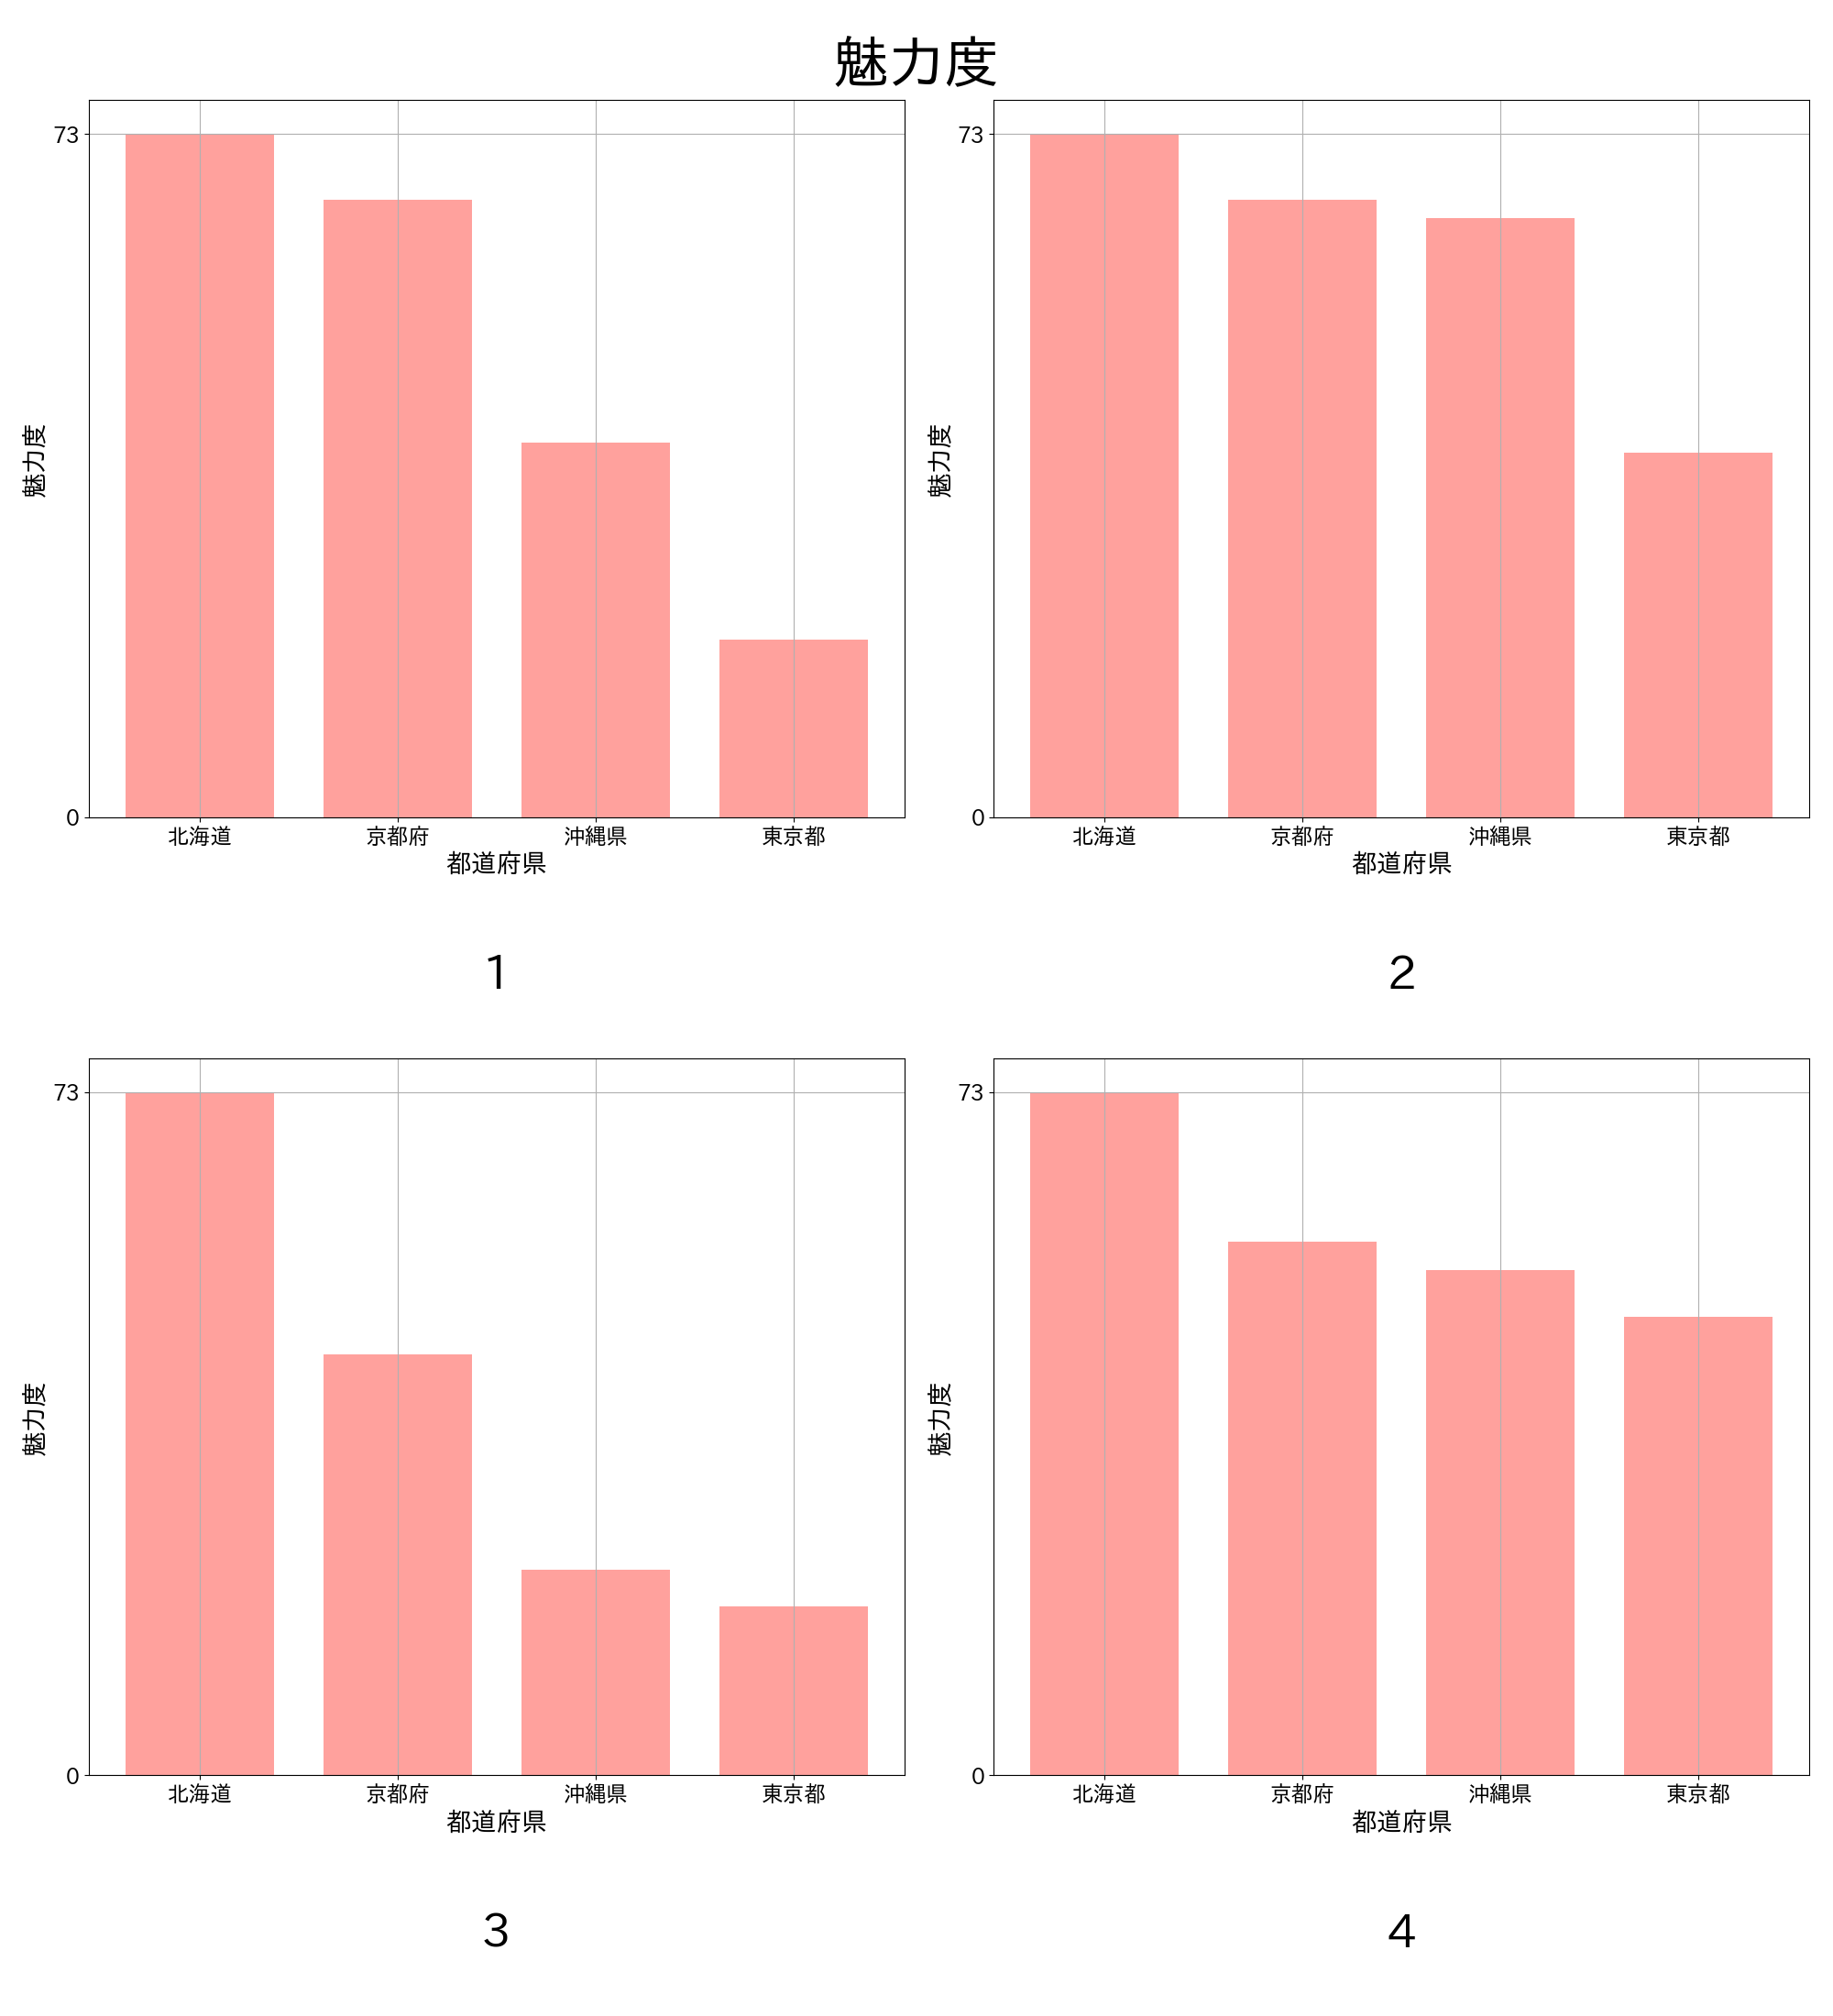 魅力度
73
0
魅力度
北海道 京都府 沖縄県 東京都
都道府県
1
73
0
魅力度
北海道 京都府 沖縄県 東京都
都道府県
2
73
0
魅力度
北海道 京都府 沖縄県 東京都
都道府県
3
73
0
魅力度
北海道 京都府 沖縄県 東京都
都道府県
4